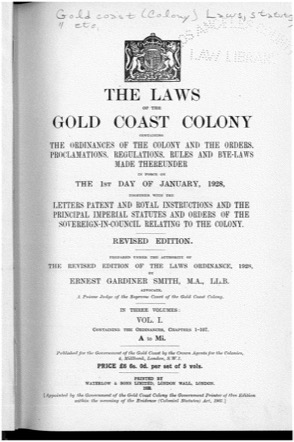 Gold coast (Colony) Laws, statutes
" etc.
LOS ANGELES COUNTY
LAW LIBRARY
THE LAWS
OF THE
GOLD COAST COLONY
CONTAINING
THE ORDINANCES OF THE COLONY AND THE ORDERS,
PROCLAMATIONS, REGULATIONS, RULES AND BYE-LAWS
MADE THEREUNDER
IN FORCE ON
THE 1ST DAY OF JANUARY, 1928,
TOGETHER WITH THE
LETTERS PATENT AND ROYAL INSTRUCTIONS AND THE
PRINCIPAL IMPERIAL STATUTES AND ORDERS OF THE
SOVEREIGN-IN-COUNCIL RELATING TO THE COLONY.
REVISED EDITION.
PREPARED UNDER THE AUTHORITY OF
THE REVISED EDITION OF THE LAWS ORDINANCE, 1928,
BY
ERNEST GARDINER SMITH, M.A., LL.B.
ADVOCATE,
A Puisne Judge of the Supreme Court of the Gold Coast Colony.
IN THREE VOLUMES:
VOL. I.
CONTAINING THE ORDINANCES, CHAPTERS 1-107.
A to Mi.
Published for the Government of the Gold Coast by the Crown Agents for the Colonies,
4, Millbank, London, S.W.1.
PRICE £8 8s. 0d. per set of 3 vols.
PRINTED BY
WATERLOW & SONS LIMITED, LONDON WALL, LONDON.
[Appointed by the Government of the Gold Coast Colony the Government Printer of this Edition
within the meaning of the Evidence (Colonial Statutes) Act, 1907.]